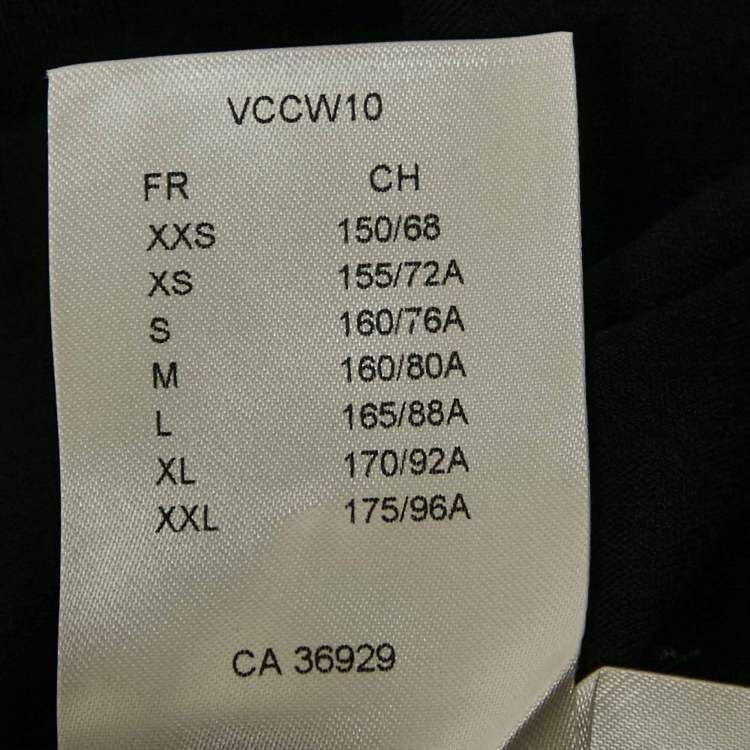 VCCW10
FR CH
XXS 150/68
XS 155/72A
S 160/76A
M 160/80A
L 165/88A
XL 170/92A
XXL 175/96A
CA 36929